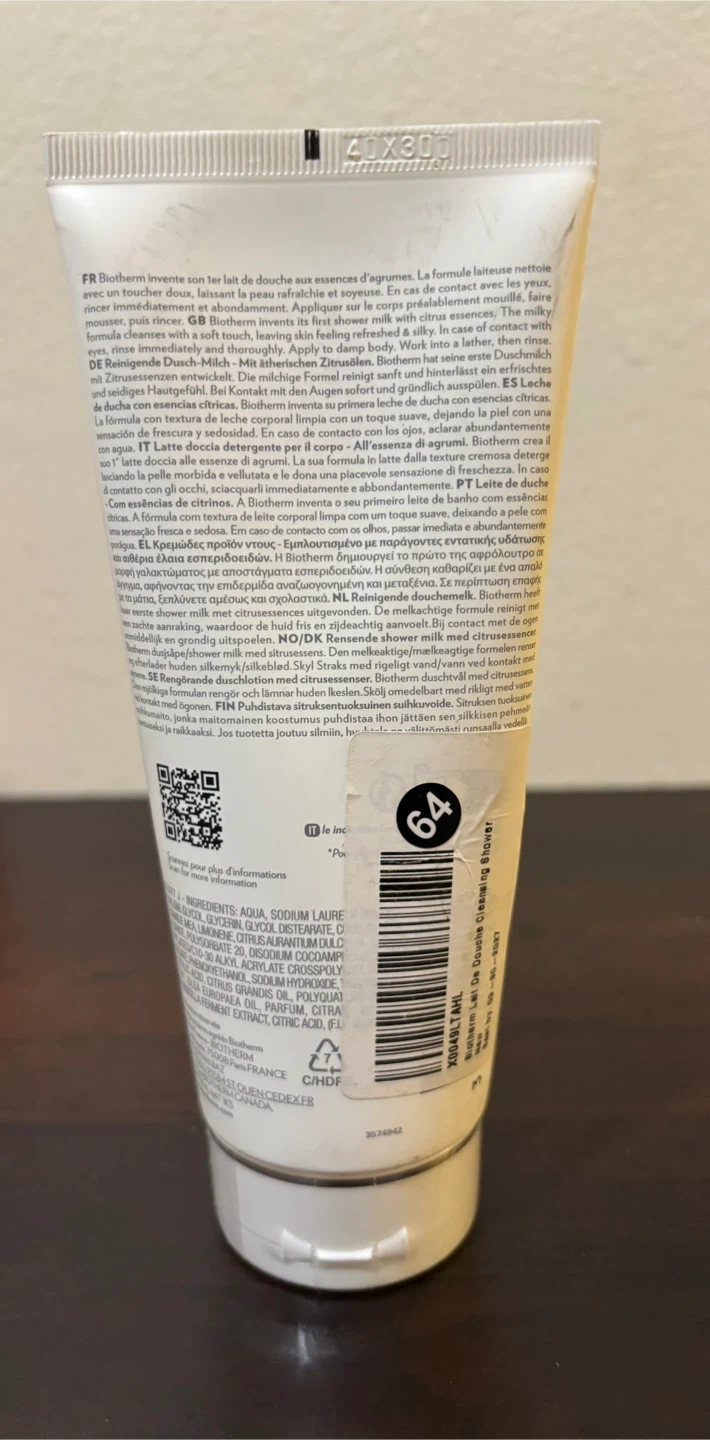 40X300
FR Biotherm invente son 1er lait de douche aux essences d'agrumes. La formule laiteuse nettoie
avec un toucher doux, laissant la peau rafraîchie et soyeuse. En cas de contact avec les yeux,
rincer immédiatement et abondamment. Appliquer sur le corps préalablement mouillé, faire
mousser, puis rincer. GB Biotherm invents its first shower milk with citrus essences. The milky
formula cleanses with a soft touch, leaving skin feeling refreshed & silky. In case of contact with
eyes, rinse immediately and thoroughly. Apply to damp body. Work into a lather, then rinse.
DE Reinigende Dusch-Milch - Mit ätherischen Zitrusölen. Biotherm hat seine erste Duschmilch
mit Zitrusessenzen entwickelt. Die milchige Formel reinigt sanft und hinterlässt ein erfrischtes
und seidiges Hautgefühl. Bei Kontakt mit den Augen sofort und gründlich ausspülen. ES Leche
de ducha con esencias cítricas. Biotherm inventa su primera leche de ducha con esencias cítricas.
La fórmula con textura de leche corporal limpia con un toque suave, dejando la piel con una
sensación de frescura y sedosidad. En caso de contacto con los ojos, aclarar abundantemente
con agua. IT Latte doccia detergente per il corpo - All'essenza di agrumi. Biotherm crea il
suo 1° latte doccia alle essenze di agrumi. La sua formula in latte dalla texture cremosa deterge
lasciando la pelle morbida e vellutata e le dona una piacevole sensazione di freschezza. In caso
di contatto con gli occhi, sciacquarli immediatamente e abbondantemente. PT Leite de duche
- Com essências de citrinos. A Biotherm inventa o seu primeiro leite de banho com essências
cítricas. A fórmula com textura de leite corporal limpa com um toque suave, deixando a pele com
uma sensação fresca e sedosa. Em caso de contacto com os olhos, passar imediata e abundantemente
por água. EL Κρεμώδες προϊόν ντους - Εμπλουτισμένο με παράγοντες εντατικής υδάτωσης
και αιθέρια έλαια εσπεριδοειδών. Η Biotherm δημιουργεί το πρώτο της αφρόλουτρο σε
μορφή γαλακτώματος με αποστάγματα εσπεριδοειδών. Η σύνθεση καθαρίζει με ένα απαλό
άγγιγμα, αφήνοντας την επιδερμίδα αναζωογονημένη και μεταξένια. Σε περίπτωση επαφής
με τα μάτια, ξεπλύνετε αμέσως και σχολαστικά. NL Reinigende douchemelk. Biotherm heeft
haar eerste shower milk met citrusessences uitgevonden. De melkachtige formule reinigt met
een zachte aanraking, waardoor de huid fris en zijdeachtig aanvoelt. Bij contact met de ogen
onmiddellijk en grondig uitspoelen. NO/DK Rensende shower milk med citrusessencer.
Biotherm dusjsåpe/shower milk med sitrusessens. Den melkeaktige/mælkeagtige formelen renser
og efterlader huden silkemyk/silkeblød. Skyl Straks med rigeligt vand/vann ved kontakt med
øjnene. SE Rengörande duschlotion med citrusessenser. Biotherm duschtvål med citrusessens.
Den mjölkiga formulan rengör och lämnar huden lkeslen. Skölj omedelbart med rikligt med vatten
vid kontakt med ögonen. FIN Puhdistava sitruksentuoksuinen suihkuvoide. Sitruksen tuoksuinen
suihkumaito, jonka maitomainen koostumus puhdistaa ihon jättäen sen silkkisen pehmeäksi
ja raikkaaksi. Jos tuotetta joutuu silmiin, välittömästi runsaalla vedellä
IT le
Scannez pour plus d'informations
Scan for more information
INGREDIENTS: AQUA, SODIUM LAURE
GLYCOL, GLYCERIN, GLYCOL DISTEARATE,
MEA, LIMONENE, CITRUS AURANTIUM DULC
POLYSORBATE 20, DISODIUM COCOAMP
C10-30 ALKYL ACRYLATE CROSSPOLY
PHENOXYETHANOL, SODIUM HYDROXIDE,
ACID, CITRUS GRANDIS OIL, POLYQUAT
OLEA EUROPAEA OIL, PARFUM, CITRA
FERMENT EXTRACT, CITRIC ACID, (F.I.
Biotherm
BIOTHERM
75008 Paris FRANCE
ST OUEN CEDEX FR
BIOTHERM CANADA
7
C/HDP
3574942
64
X0049LTAHL
Biotherm Lait De Douche Cleansing Shower
New